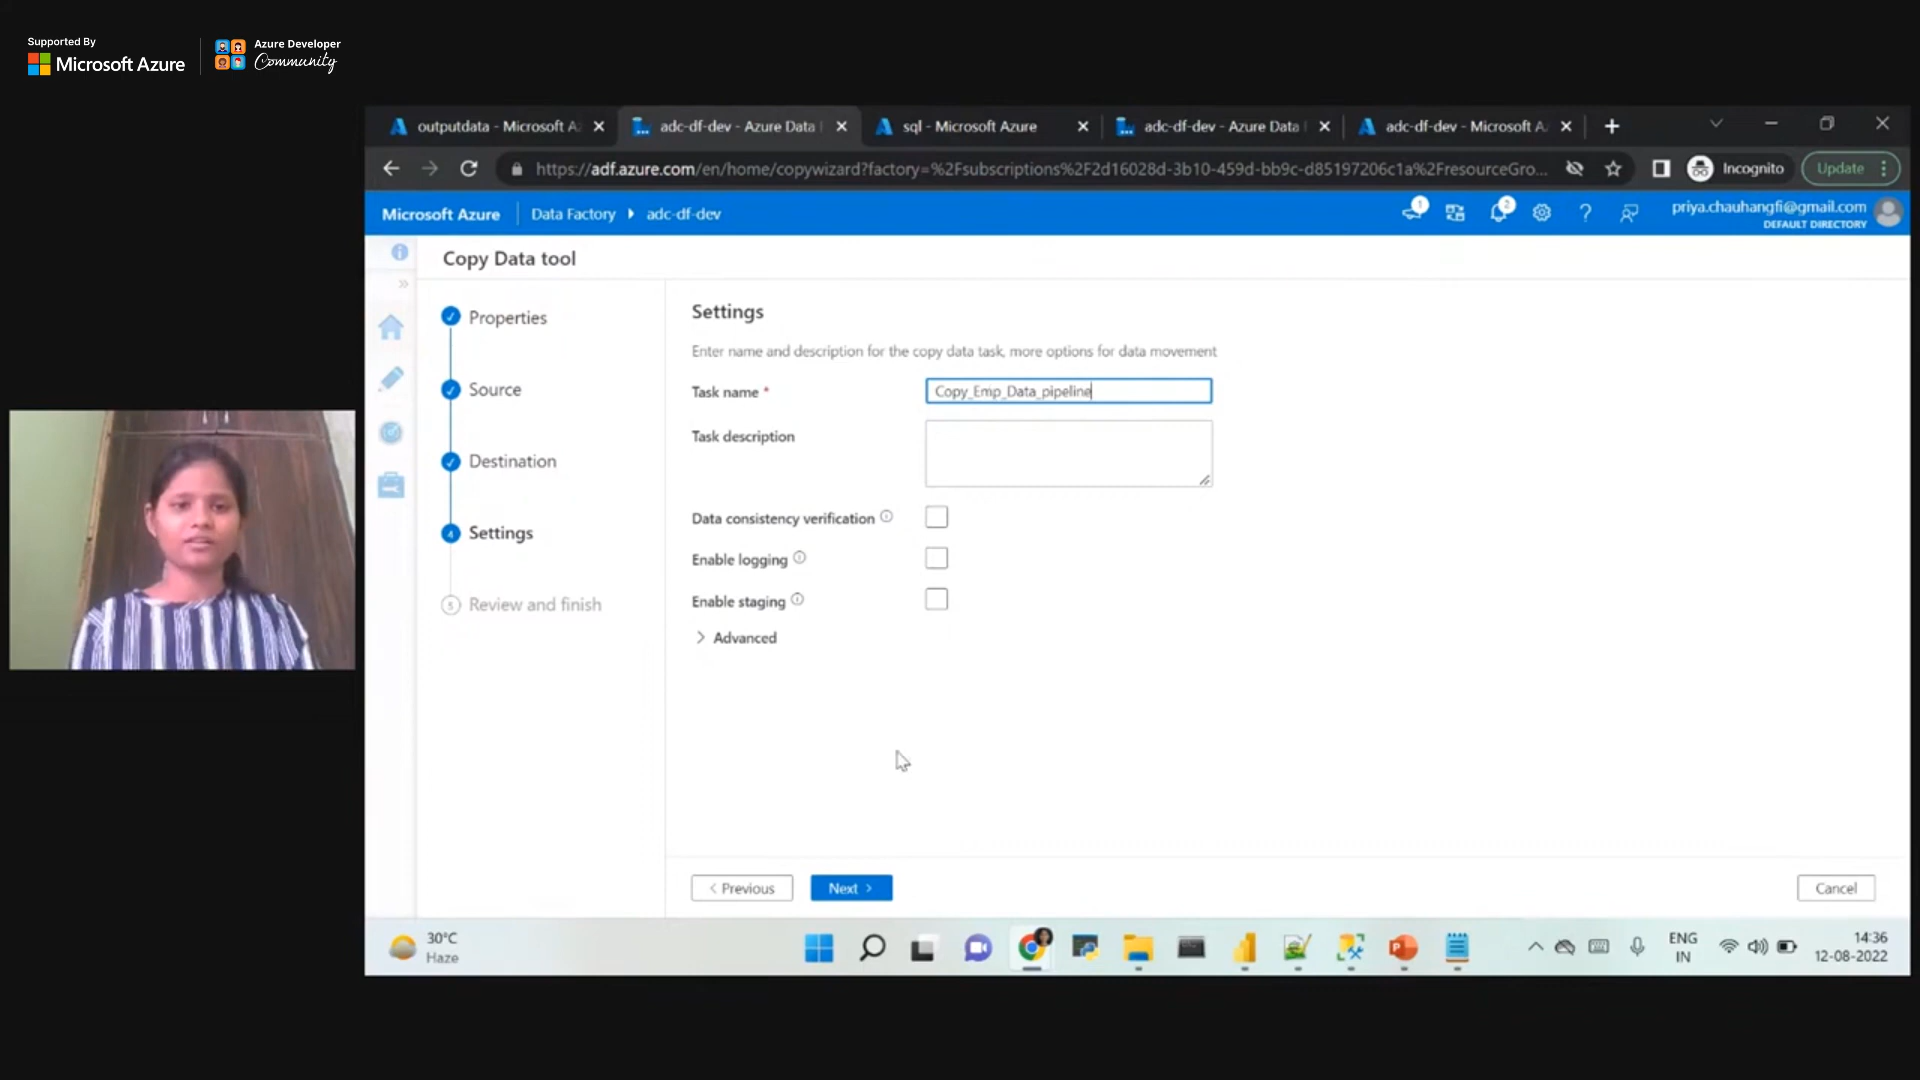 Supported By
Microsoft Azure
Azure Developer
Community
outputdata - Microsoft A
adc-df-dev - Azure Data
sql - Microsoft Azure
adc-df-dev - Azure Data
adc-df-dev - Microsoft A
https://adf.azure.com/en/home/copywizard?factory=%2Fsubscriptions%2F2d16028d-3b10-459d-bb9c-d85197206c1a%2FresourceGro...
Incognito
Update
Microsoft Azure
Data Factory
adc-df-dev
1
2
?
priya.chauhangfi@gmail.com
DEFAULT DIRECTORY
Copy Data tool
Properties
Source
Destination
4 Settings
5 Review and finish
Settings
Enter name and description for the copy data task, more options for data movement
Task name *
Copy_Emp_Data_pipeline
Task description
Data consistency verification
Enable logging
Enable staging
> Advanced
< Previous
Next >
Cancel
30°C
Haze
ENG
IN
14:36
12-08-2022